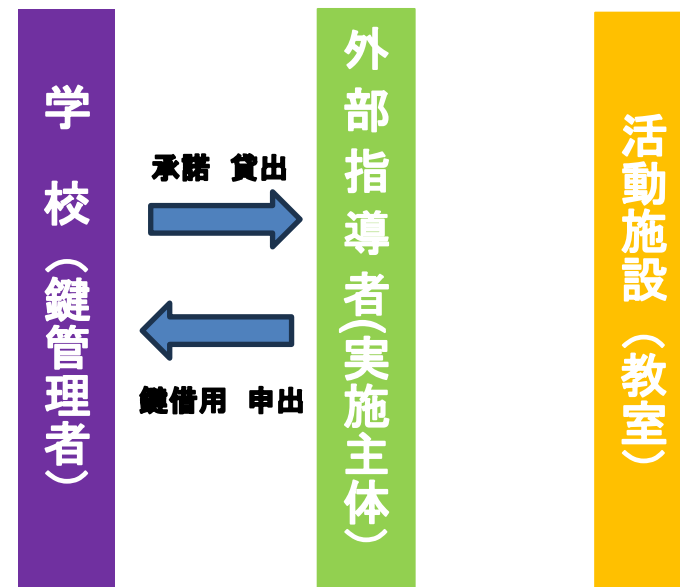 学校（鍵管理者）
承諾 貸出
鍵借用 申出
外部指導者（実施主体）
活動施設（教室）